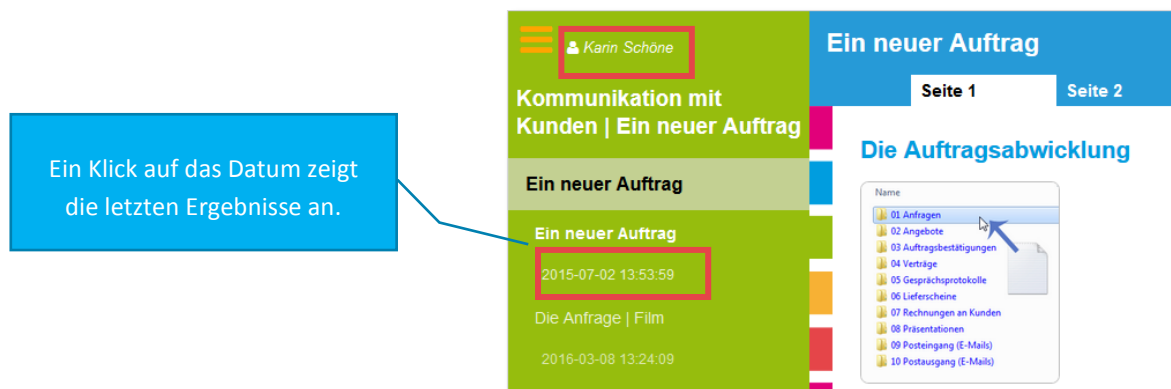 Ein Klick auf das Datum zeigt
die letzten Ergebnisse an.
Karin Schöne
Kommunikation mit
Kunden | Ein neuer Auftrag
Ein neuer Auftrag
Ein neuer Auftrag
2015-07-02 13:53:59
Die Anfrage | Film
2016-03-08 13:24:09
Ein neuer Auftrag
Seite 1 Seite 2
Die Auftragsabwicklung
Name
01 Anfragen
02 Angebote
03 Auftragsbestätigungen
04 Verträge
05 Gesprächsprotokolle
06 Lieferscheine
07 Rechnungen an Kunden
08 Präsentationen
09 Posteingang (E-Mails)
10 Postausgang (E-Mails)